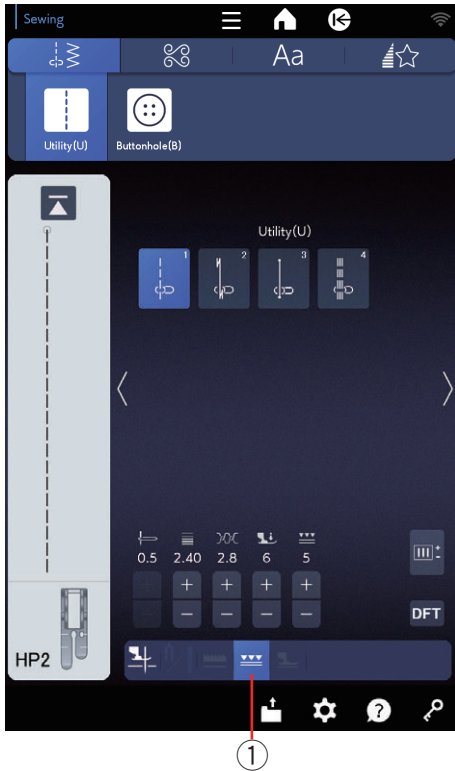 Sewing
Aa
Utility(U) Buttonhole(B)
Utility(U)
1 2 3 4
0.5 2.40 2.8 6 5
+ + + + +
− − − − −
DFT
HP2
①